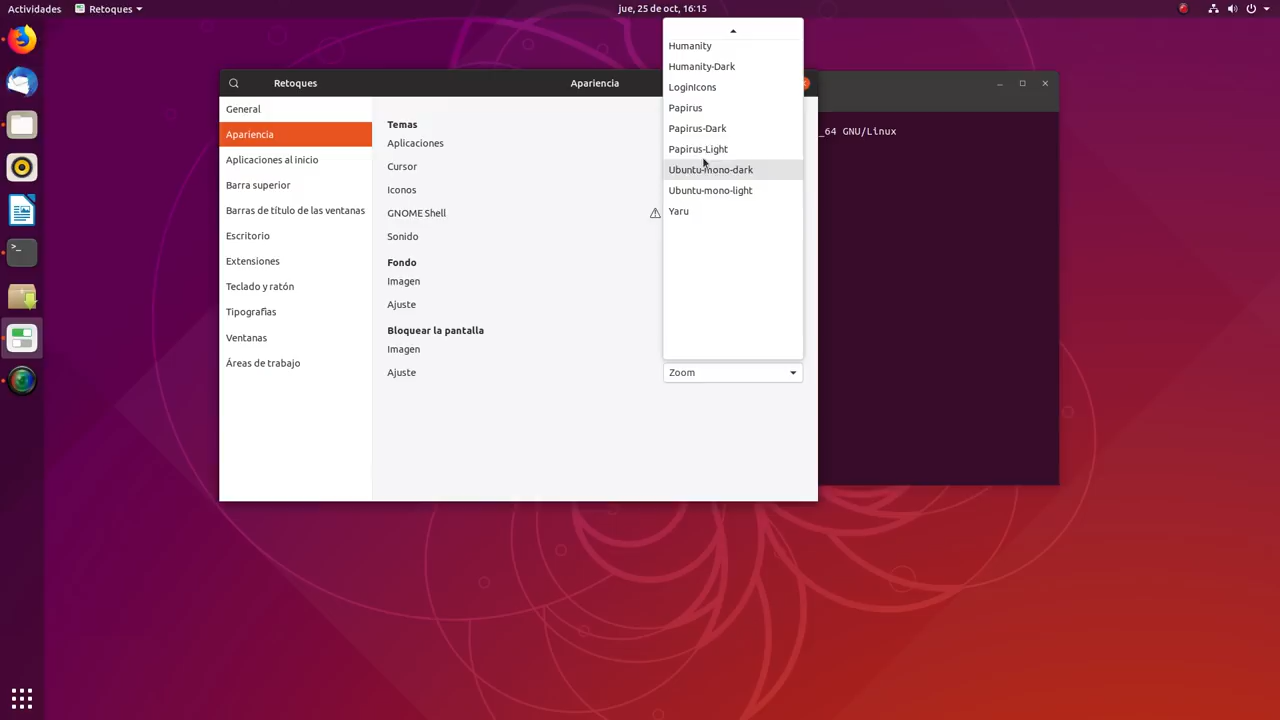 Actividades
Retoques
jue, 25 de oct, 16:15
Retoques
Apariencia
_64 GNU/Linux
General
Apariencia
Aplicaciones al inicio
Barra superior
Barras de título de las ventanas
Escritorio
Extensiones
Teclado y ratón
Tipografías
Ventanas
Áreas de trabajo
Temas
Aplicaciones
Cursor
Iconos
GNOME Shell
Sonido
Fondo
Imagen
Ajuste
Bloquear la pantalla
Imagen
Ajuste
Zoom
Humanity
Humanity-Dark
LoginIcons
Papirus
Papirus-Dark
Papirus-Light
Ubuntu-mono-dark
Ubuntu-mono-light
Yaru